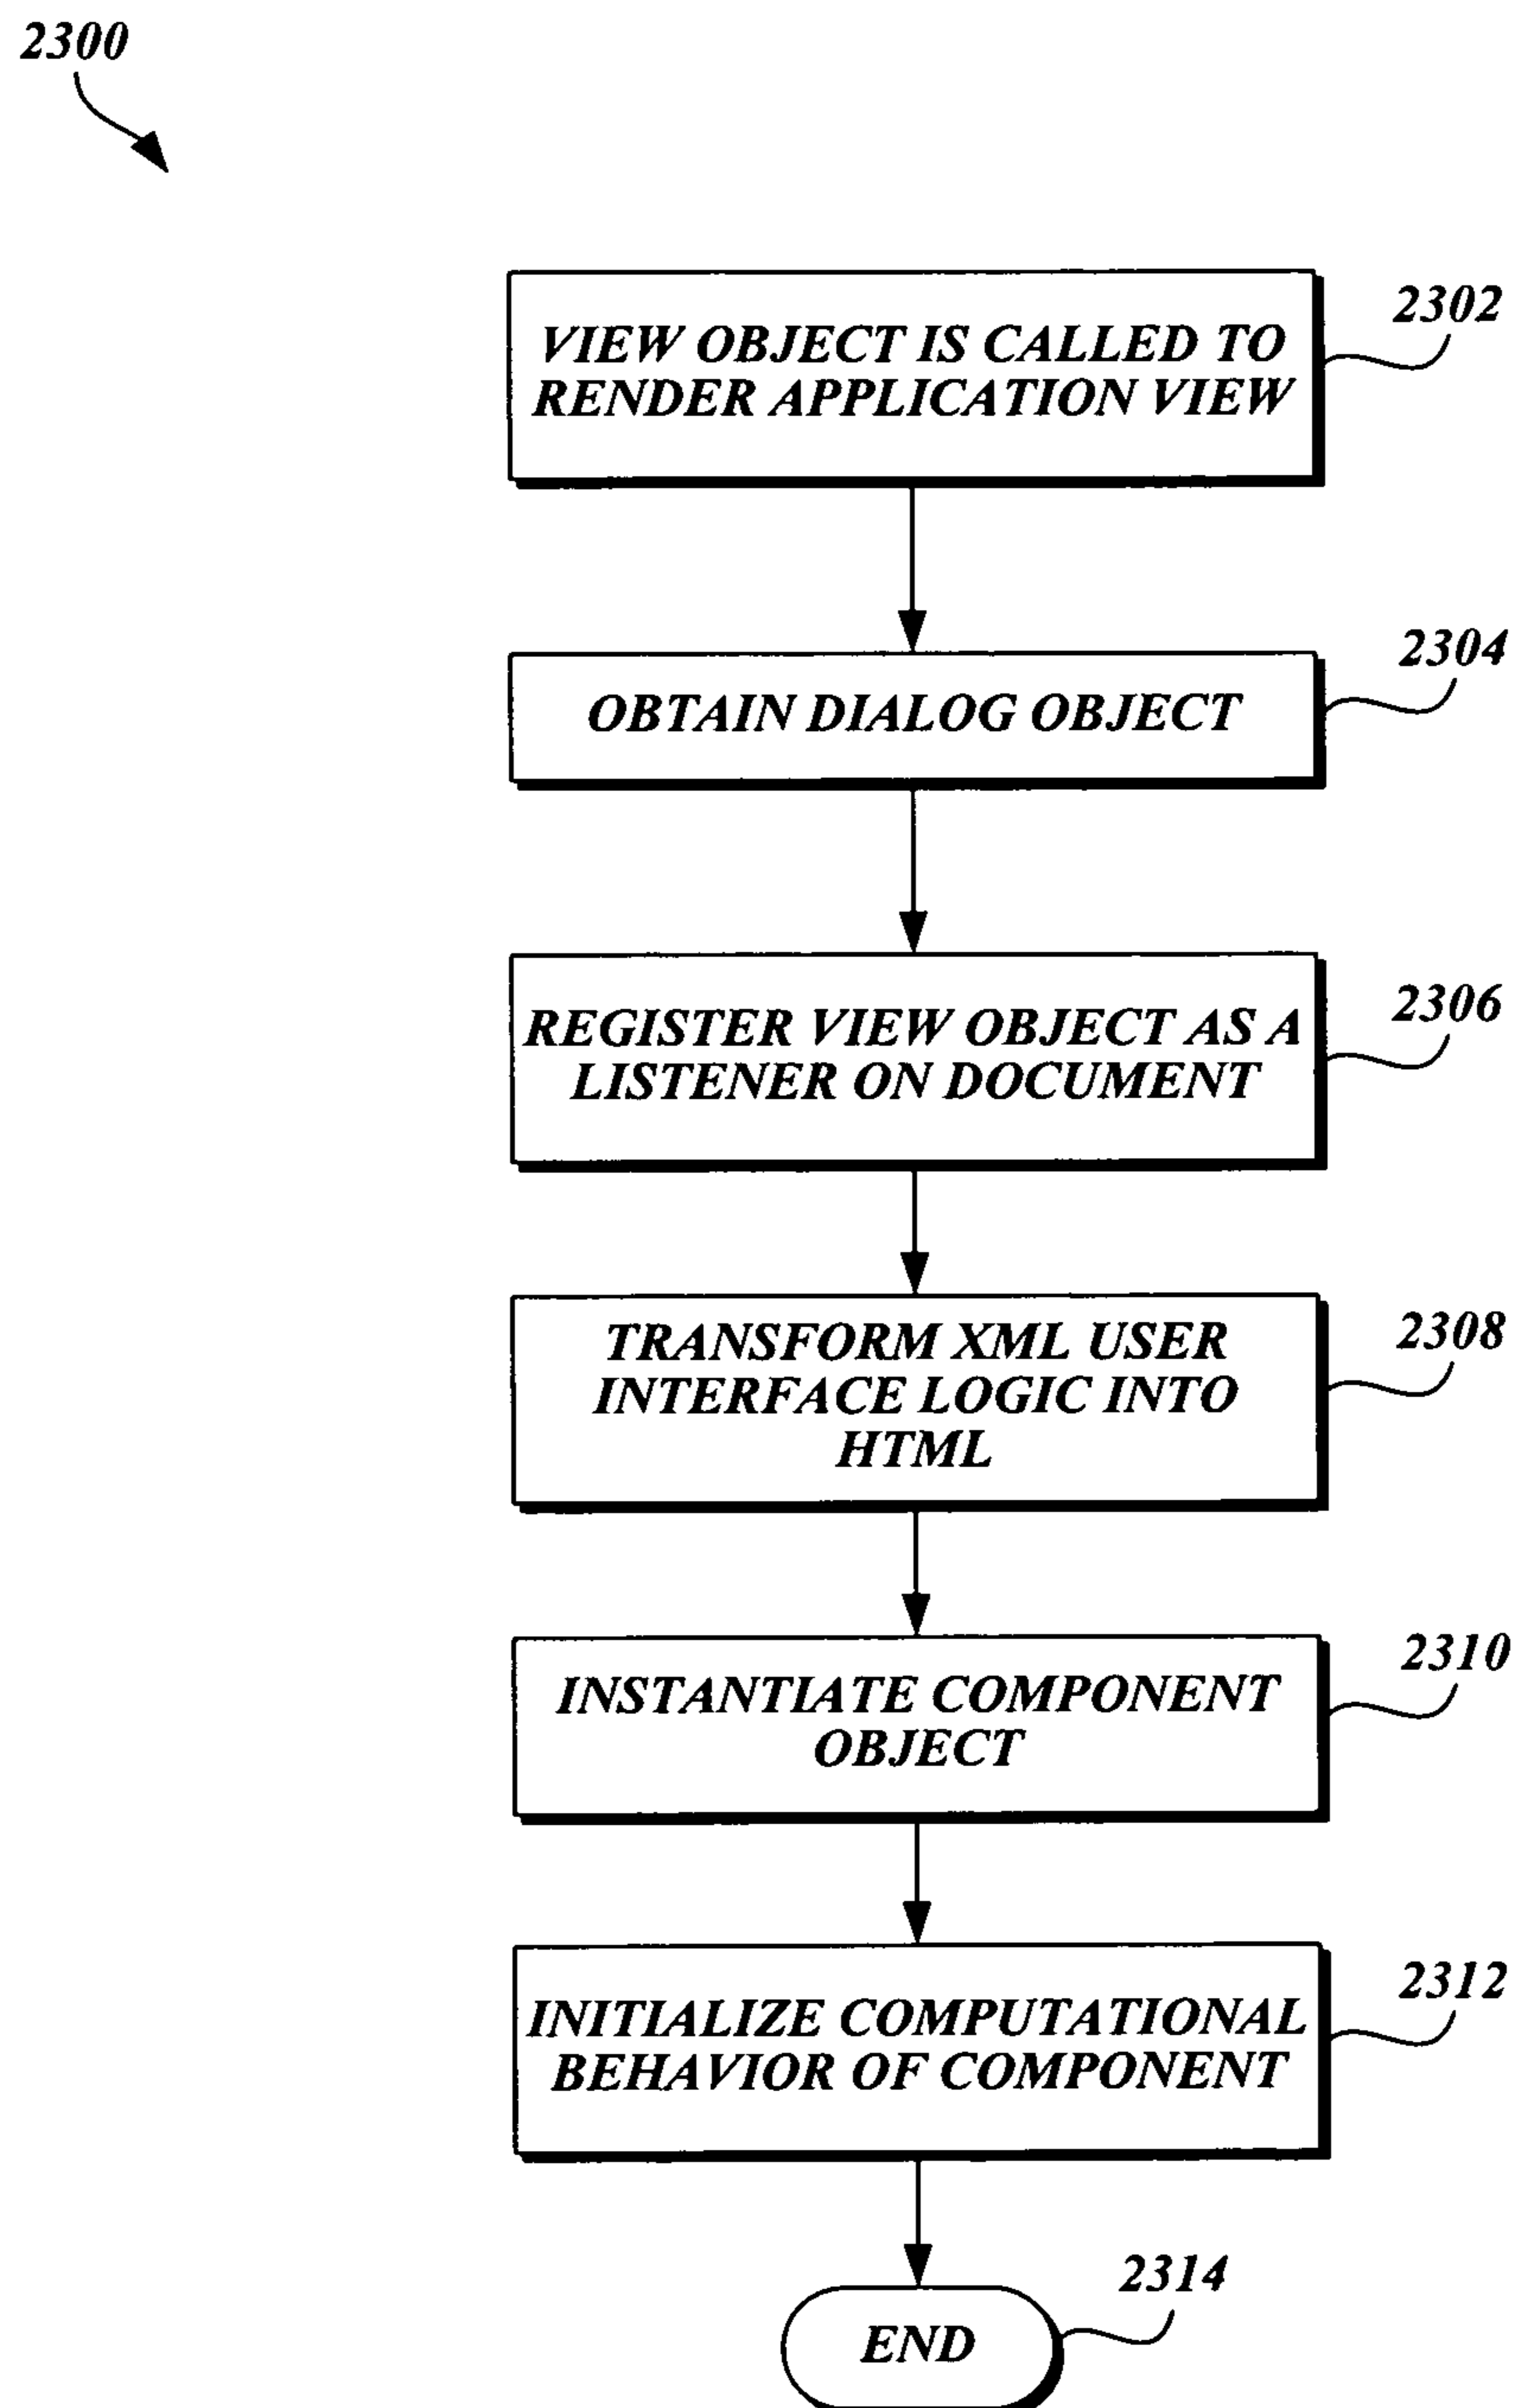 2300
VIEW OBJECT IS CALLED TO
RENDER APPLICATION VIEW
2302
OBTAIN DIALOG OBJECT
2304
REGISTER VIEW OBJECT AS A
LISTENER ON DOCUMENT
2306
TRANSFORM XML USER
INTERFACE LOGIC INTO
HTML
2308
INSTANTIATE COMPONENT
OBJECT
2310
INITIALIZE COMPUTATIONAL
BEHAVIOR OF COMPONENT
2312
END
2314